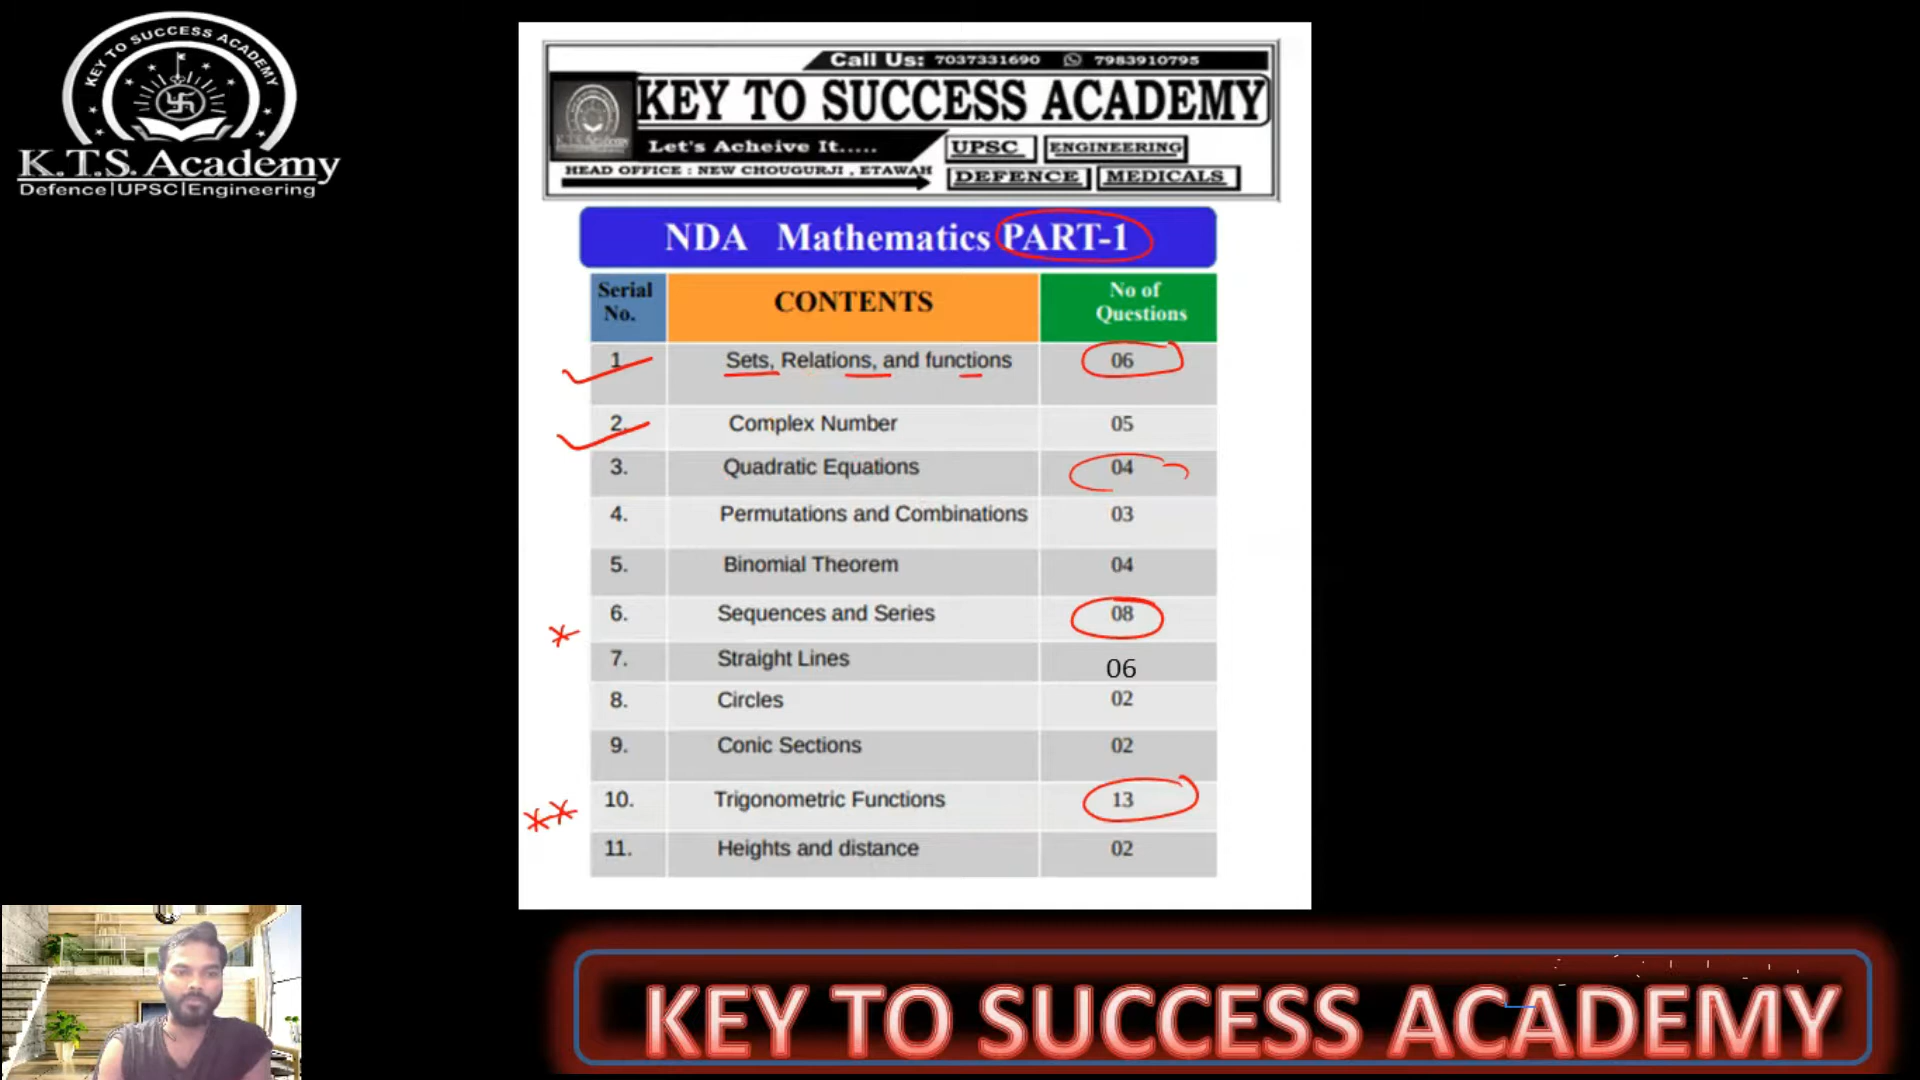 KEY TO SUCCESS ACADEMY
K.T.S. Academy
Defence|UPSC|Engineering
Call Us: 7037331690 7983910795
KEY TO SUCCESS ACADEMY
Let's Acheive It.....
UPSC ENGINEERING
HEAD OFFICE : NEW CHOUGURJI , ETAWAH
DEFENCE MEDICALS
NDA Mathematics PART-1
Serial No. CONTENTS No of Questions
1 Sets, Relations, and functions 06
2. Complex Number 05
3. Quadratic Equations 04
4. Permutations and Combinations 03
5. Binomial Theorem 04
6. Sequences and Series 08
7. Straight Lines 06
8. Circles 02
9. Conic Sections 02
10. Trigonometric Functions 13
11. Heights and distance 02
KEY TO SUCCESS ACADEMY